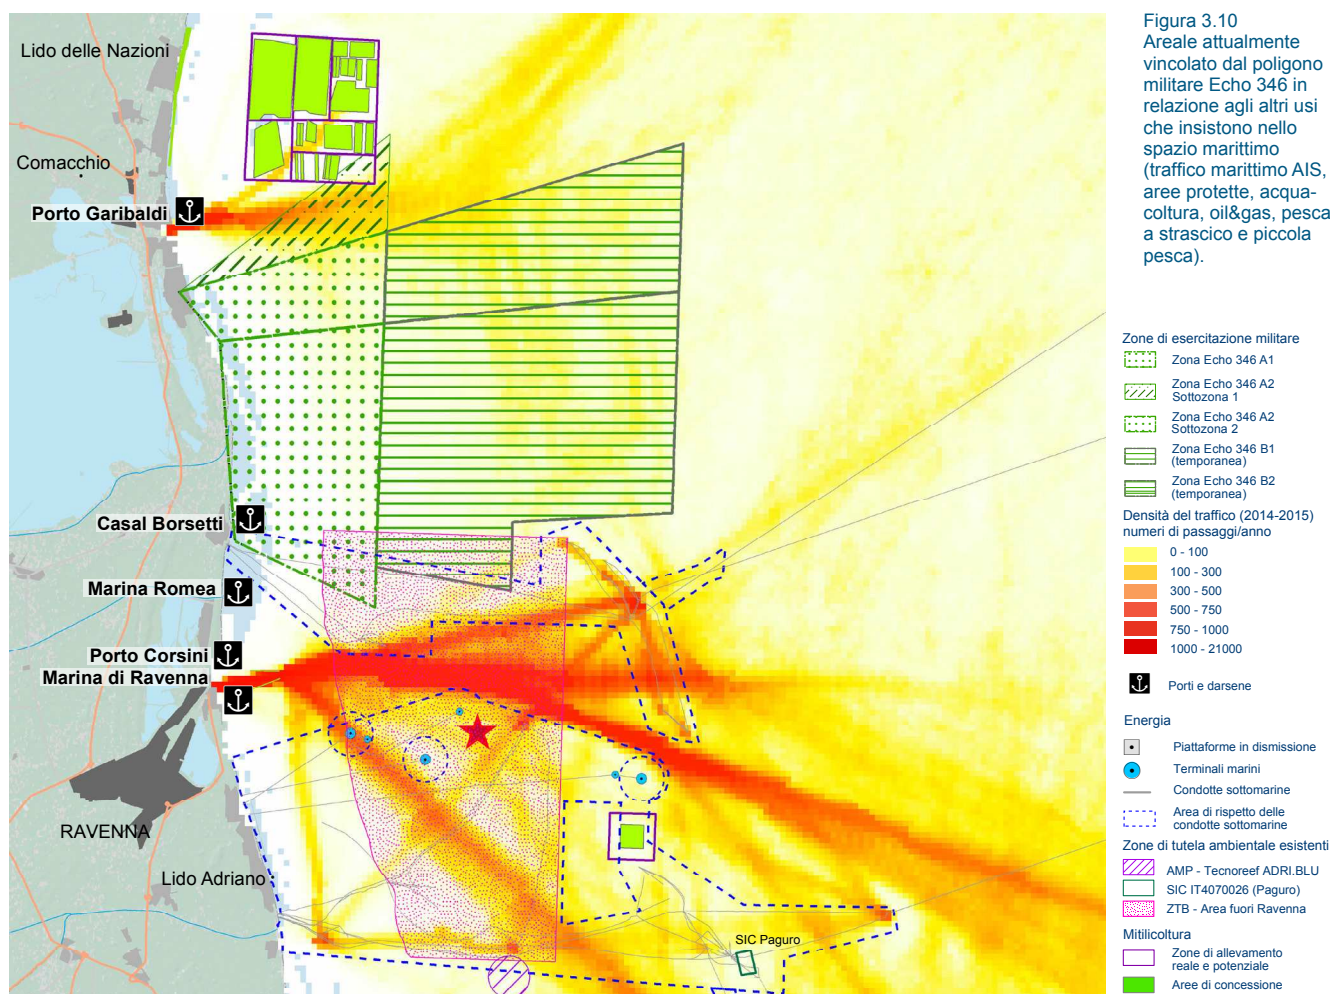 Lido delle Nazioni
Comacchio
Porto Garibaldi
Casal Borsetti
Marina Romea
Porto Corsini
Marina di Ravenna
RAVENNA
Lido Adriano
SIC Paguro
Figura 3.10
Areale attualmente
vincolato dal poligono
militare Echo 346 in
relazione agli altri usi
che insistono nello
spazio marittimo
(traffico marittimo AIS,
aree protette, acqua-
coltura, oil&gas, pesca
a strascico e piccola
pesca).
Zone di esercitazione militare
Zona Echo 346 A1
Zona Echo 346 A2
Sottozona 1
Zona Echo 346 A2
Sottozona 2
Zona Echo 346 B1
(temporanea)
Zona Echo 346 B2
(temporanea)
Densità del traffico (2014-2015)
numeri di passaggi/anno
0 - 100
100 - 300
300 - 500
500 - 750
750 - 1000
1000 - 21000
Porti e darsene
Energia
Piattaforme in dismissione
Terminali marini
Condotte sottomarine
Area di rispetto delle
condotte sottomarine
Zone di tutela ambientale esistenti
AMP - Tecnoreef ADRI.BLU
SIC IT4070026 (Paguro)
ZTB - Area fuori Ravenna
Mitilicoltura
Zone di allevamento
reale e potenziale
Aree di concessione